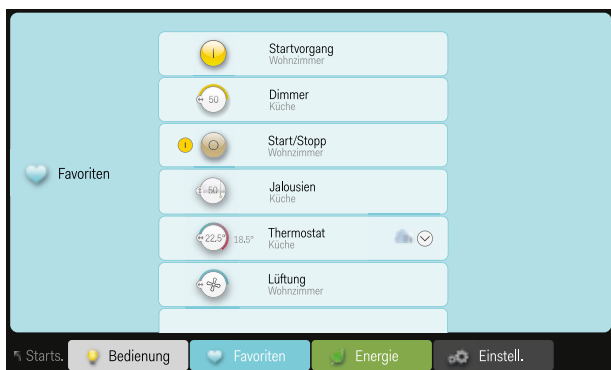 Startvorgang
Wohnzimmer
50
Dimmer
Küche
Start/Stopp
Wohnzimmer
50
Jalousien
Küche
22.5°
18.5°
Thermostat
Küche
Lüftung
Wohnzimmer
Favoriten
Starts.
Bedienung
Favoriten
Energie
Einstell.